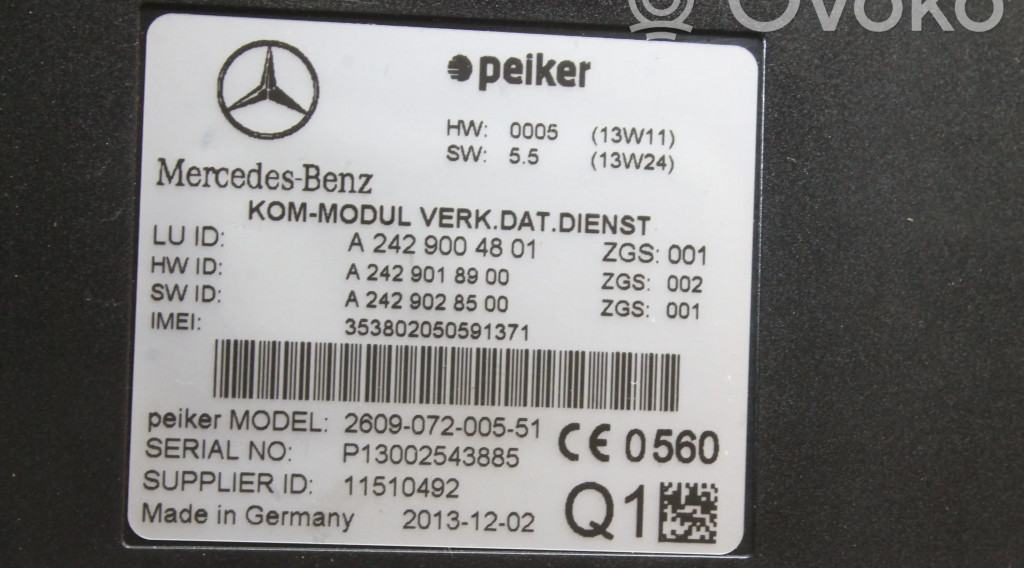 Ovoko
peiker
HW: 0005 (13W11)
SW: 5.5 (13W24)
Mercedes-Benz
KOM-MODUL VERK.DAT.DIENST
LU ID: A 242 900 48 01 ZGS: 001
HW ID: A 242 901 89 00 ZGS: 002
SW ID: A 242 902 85 00 ZGS: 001
IMEI: 353802050591371
peiker MODEL: 2609-072-005-51
CE 0560
SERIAL NO: P13002543885
SUPPLIER ID: 11510492
Q1
Made in Germany 2013-12-02